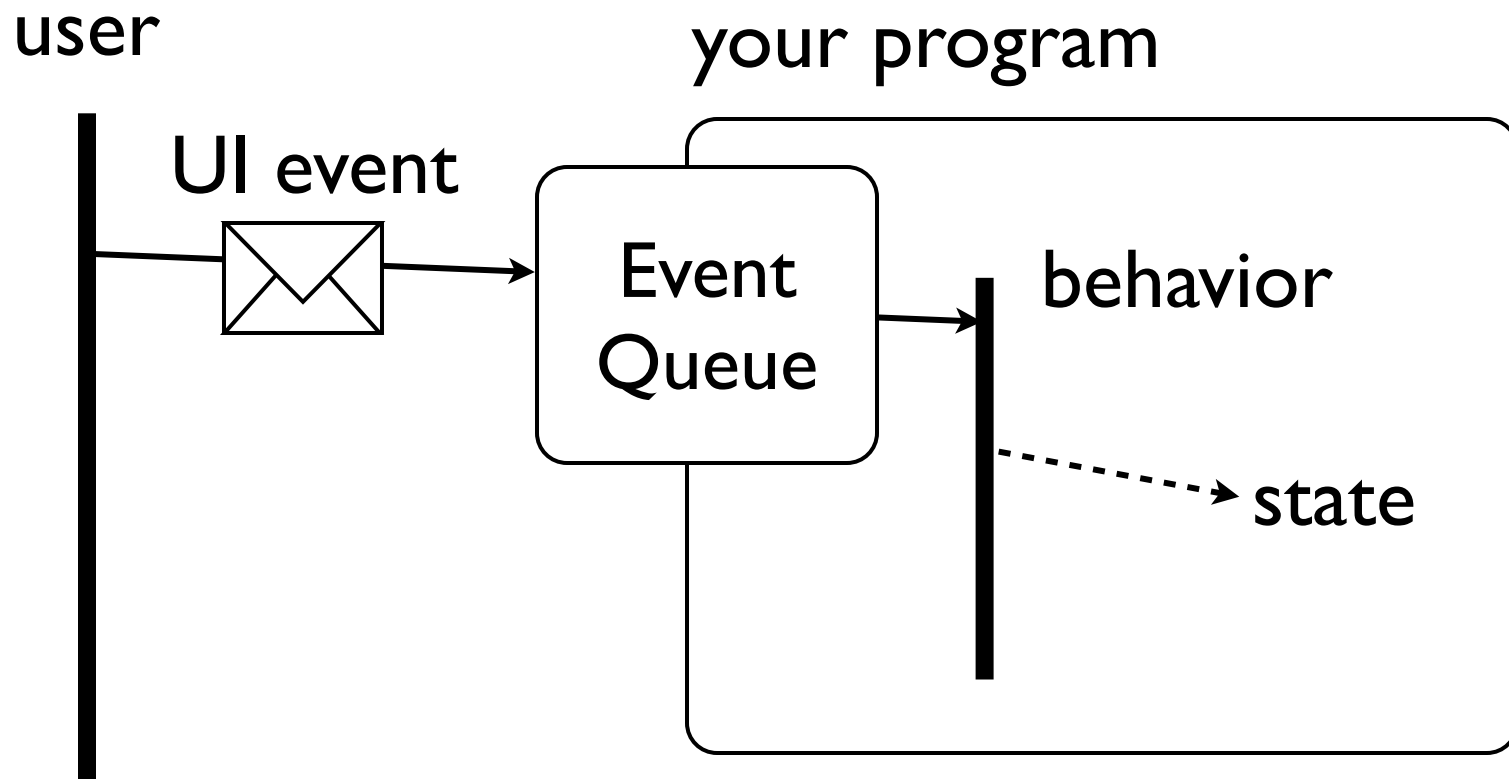 user
your program
UI event
Event
Queue
behavior
state